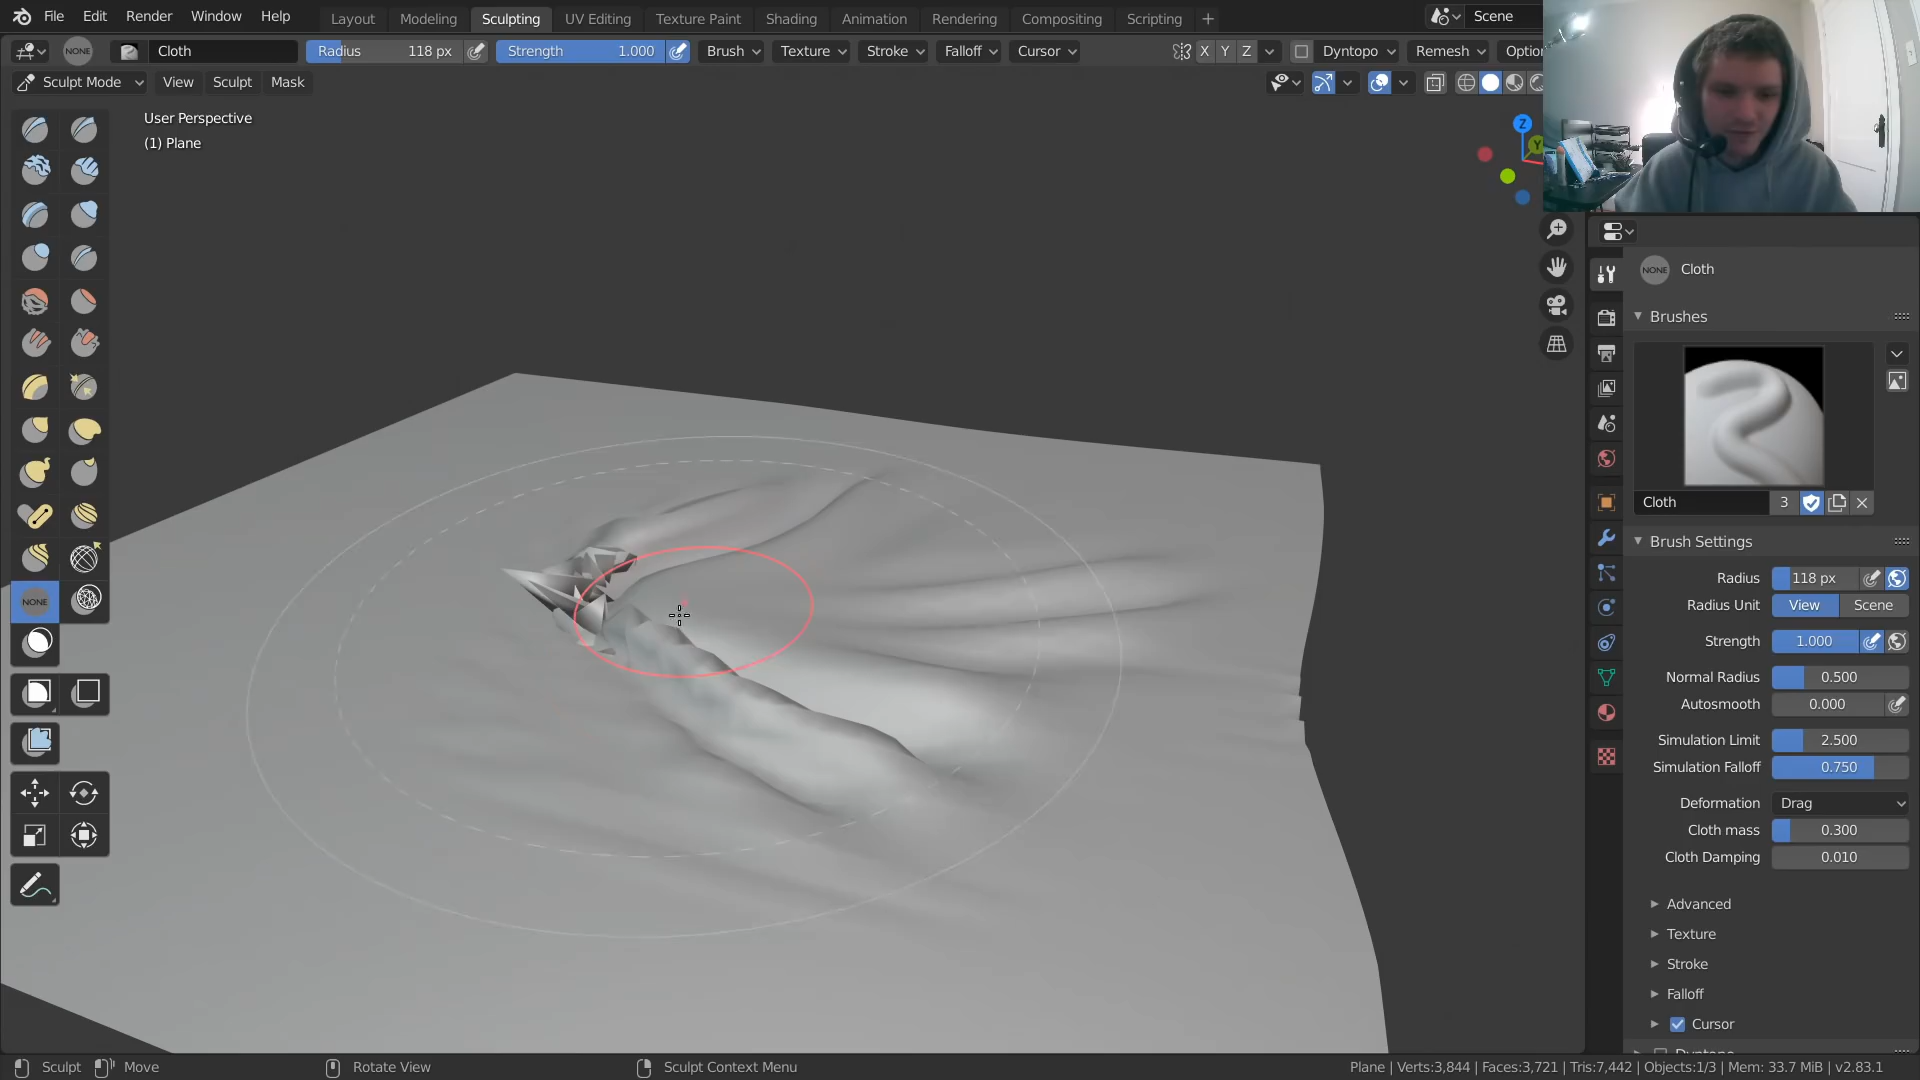 File Edit Render Window Help Layout Modeling Sculpting UV Editing Texture Paint Shading Animation Rendering Compositing Scripting + Scene
NONE Cloth Radius 118 px Strength 1.000 Brush Texture Stroke Falloff Cursor X Y Z Dyntopo Remesh Optio
Sculpt Mode View Sculpt Mask
User Perspective
(1) Plane
Z
Y
NONE Cloth
Brushes
Cloth 3
Brush Settings
Radius 118 px
Radius Unit View Scene
NONE
Strength 1.000
Normal Radius 0.500
Autosmooth 0.000
Simulation Limit 2.500
Simulation Falloff 0.750
Deformation Drag
Cloth mass 0.300
Cloth Damping 0.010
Advanced
Texture
Stroke
Falloff
Cursor
Sculpt Move Rotate View Sculpt Context Menu Plane | Verts:3,844 | Faces:3,721 | Tris:7,442 | Objects:1/3 | Mem: 33.7 MiB | v2.83.1